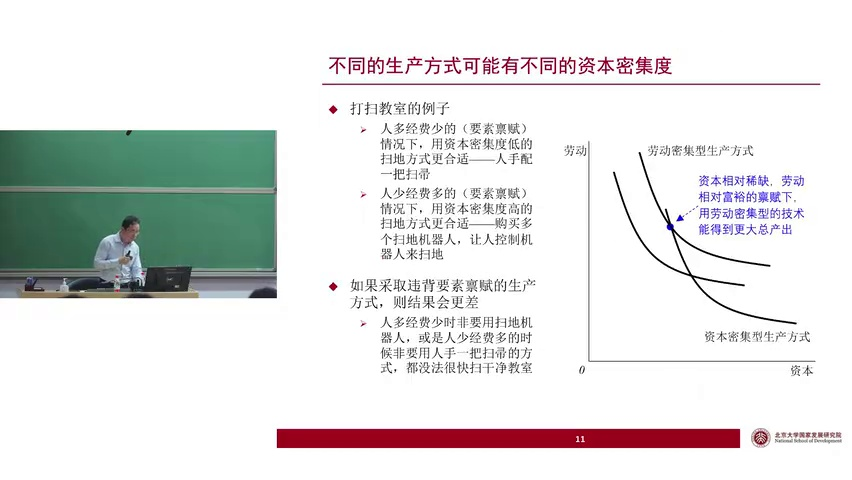 不同的生产方式可能有不同的资本密集度
打扫教室的例子
人多经费少的（要素禀赋）
情况下，用资本密集度低的
扫地方式更合适——人手配
一把扫帚
人少经费多的（要素禀赋）
情况下，用资本密集度高的
扫地方式更合适——购买多
个扫地机器人，让人控制机
器人来扫地
如果采取违背要素禀赋的生产
方式，则结果会更差
人多经费少时非要用扫地机
器人，或是人少经费多的时
候非要用人手一把扫帚的方
式，都没法很快扫干净教室
劳动
劳动密集型生产方式
资本相对稀缺，劳动
相对富裕的禀赋下，
用劳动密集型的技术
能得到更大总产出
资本密集型生产方式
0
资本
11
北京大学国家发展研究院
National School of Development